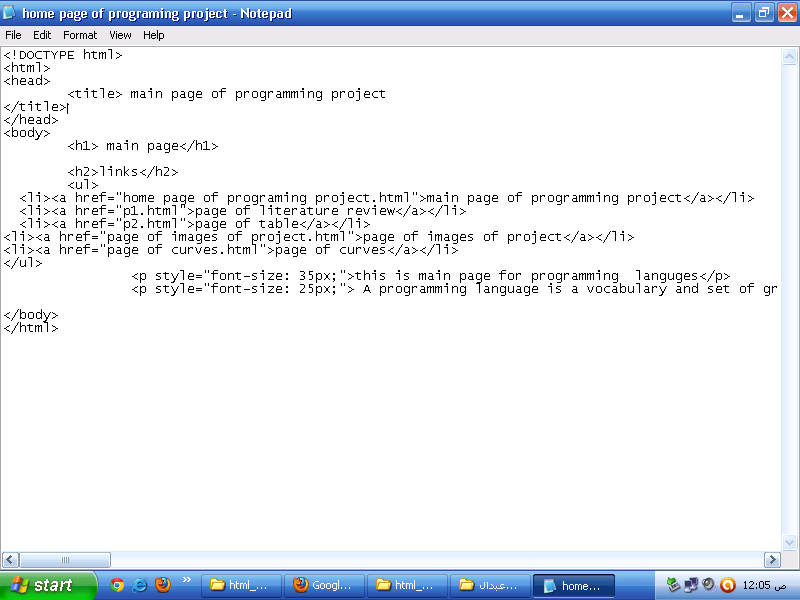 home page of programing project - Notepad
File Edit Format View Help
<!DOCTYPE html>
<html>
<head>
<title> main page of programming project
</title>
</head>
<body>
<h1> main page</h1>
<h2>links</h2>
<ul>
<li><a href="home page of programing project.html">main page of programming project</a></li>
<li><a href="p1.html">page of literature review</a></li>
<li><a href="p2.html">page of table</a></li>
<li><a href="page of images of project.html">page of images of project</a></li>
<li><a href="page of curves.html">page of curves</a></li>
</ul>
<p style="font-size: 35px;">this is main page for programming  languges</p>
<p style="font-size: 25px;"> A programming language is a vocabulary and set of gr
</body>
</html>
start html_... Googl... html_... عبدال... home... 12:05 ص